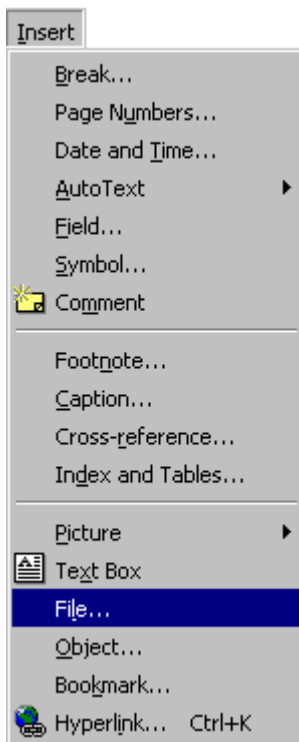 Insert
Break...
Page Numbers...
Date and Time...
AutoText
Field...
Symbol...
Comment
Footnote...
Caption...
Cross-reference...
Index and Tables...
Picture
Text Box
File...
Object...
Bookmark...
Hyperlink... Ctrl+K